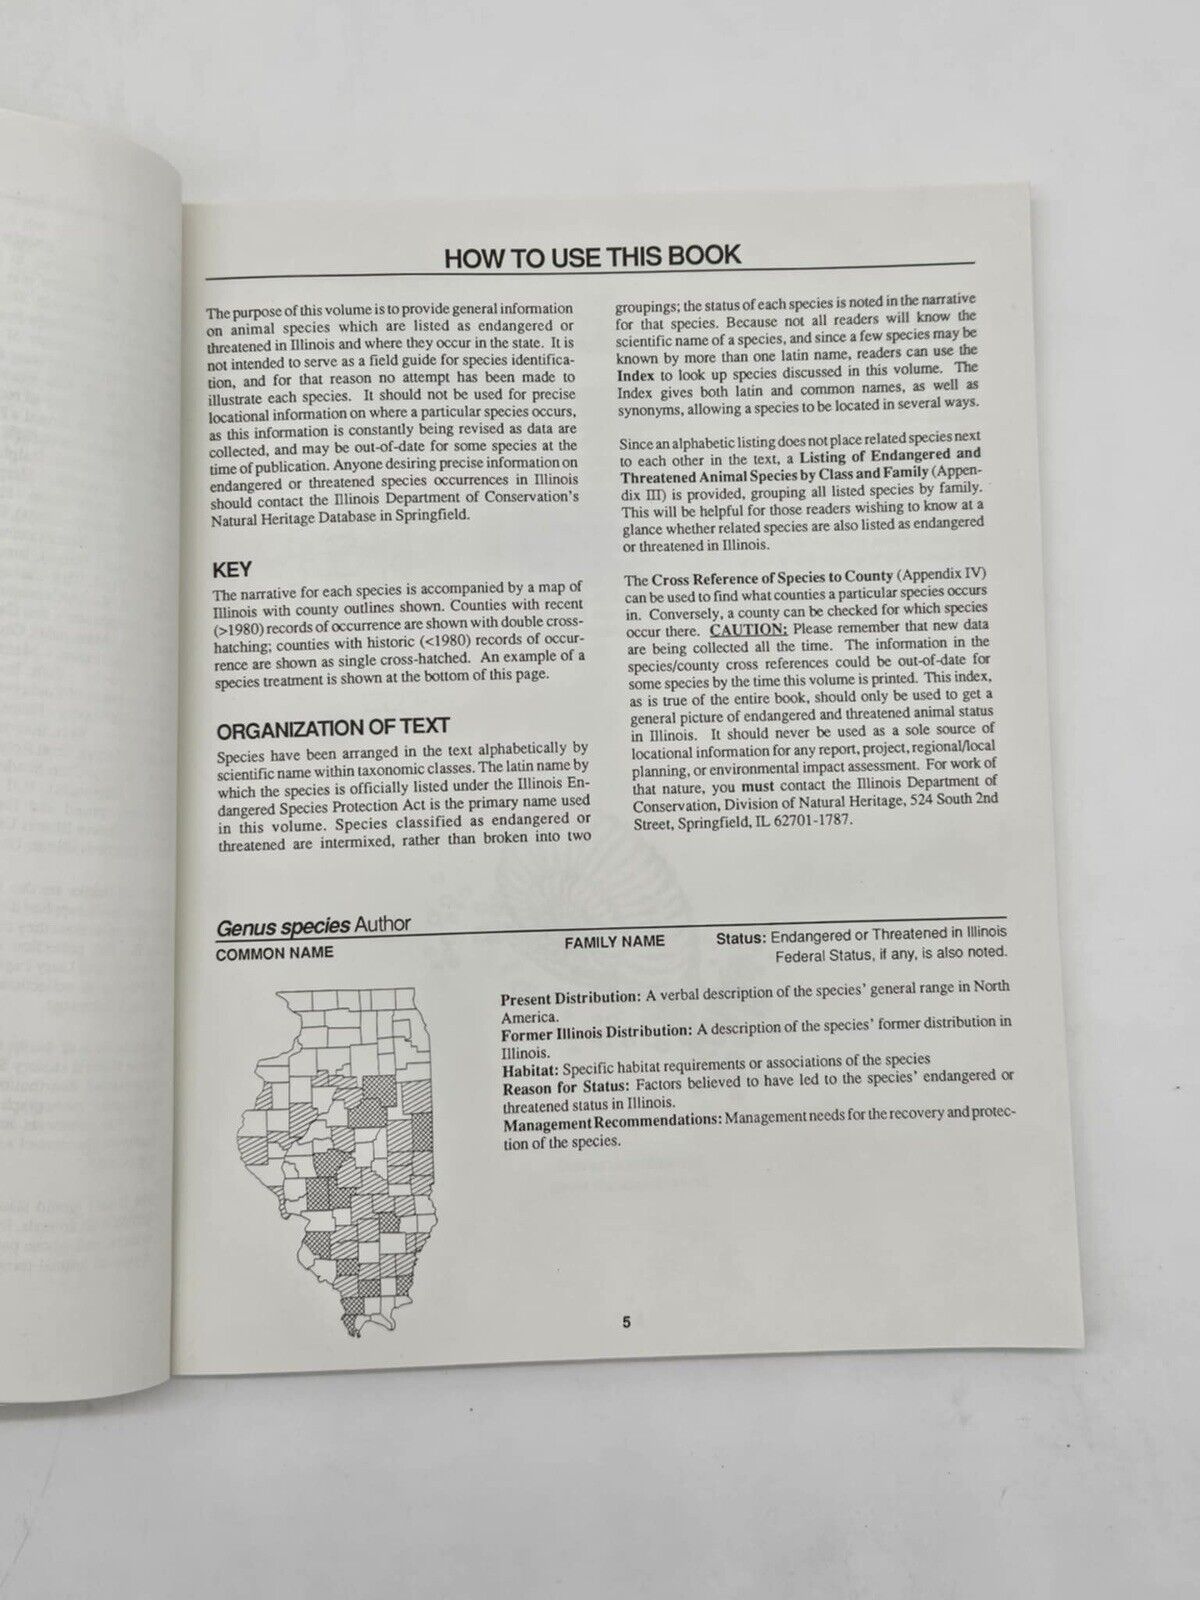 HOW TO USE THIS BOOK
The purpose of this volume is to provide general information
on animal species which are listed as endangered or
threatened in Illinois and where they occur in the state. It is
not intended to serve as a field guide for species identifica-
tion, and for that reason no attempt has been made to
illustrate each species. It should not be used for precise
locational information on where a particular species occurs,
as this information is constantly being revised as data are
collected, and may be out-of-date for some species at the
time of publication. Anyone desiring precise information on
endangered or threatened species occurrences in Illinois
should contact the Illinois Department of Conservation's
Natural Heritage Database in Springfield.
KEY
The narrative for each species is accompanied by a map of
Illinois with county outlines shown. Counties with recent
(>1980) records of occurrence are shown with double cross-
hatching; counties with historic (<1980) records of occur-
rence are shown as single cross-hatched. An example of a
species treatment is shown at the bottom of this page.
ORGANIZATION OF TEXT
Species have been arranged in the text alphabetically by
scientific name within taxonomic classes. The latin name by
which the species is officially listed under the Illinois En-
dangered Species Protection Act is the primary name used
in this volume. Species classified as endangered or
threatened are intermixed, rather than broken into two
groupings; the status of each species is noted in the narrative
for that species. Because not all readers will know the
scientific name of a species, and since a few species may be
known by more than one latin name, readers can use the
Index to look up species discussed in this volume. The
Index gives both latin and common names, as well as
synonyms, allowing a species to be located in several ways.
Since an alphabetic listing does not place related species next
to each other in the text, a Listing of Endangered and
Threatened Animal Species by Class and Family (Appen-
dix III) is provided, grouping all listed species by family.
This will be helpful for those readers wishing to know at a
glance whether related species are also listed as endangered
or threatened in Illinois.
The Cross Reference of Species to County (Appendix IV)
can be used to find what counties a particular species occurs
in. Conversely, a county can be checked for which species
occur there. CAUTION: Please remember that new data
are being collected all the time. The information in the
species/county cross references could be out-of-date for
some species by the time this volume is printed. This index,
as is true of the entire book, should only be used to get a
general picture of endangered and threatened animal status
in Illinois. It should never be used as a sole source of
locational information for any report, project, regional/local
planning, or environmental impact assessment. For work of
that nature, you must contact the Illinois Department of
Conservation, Division of Natural Heritage, 524 South 2nd
Street, Springfield, IL 62701-1787.
Genus species Author
COMMON NAME
FAMILY NAME
Status: Endangered or Threatened in Illinois
Federal Status, if any, is also noted.
Present Distribution: A verbal description of the species' general range in North
America.
Former Illinois Distribution: A description of the species' former distribution in
Illinois.
Habitat: Specific habitat requirements or associations of the species
Reason for Status: Factors believed to have led to the species' endangered or
threatened status in Illinois.
Management Recommendations: Management needs for the recovery and protec-
tion of the species.
5